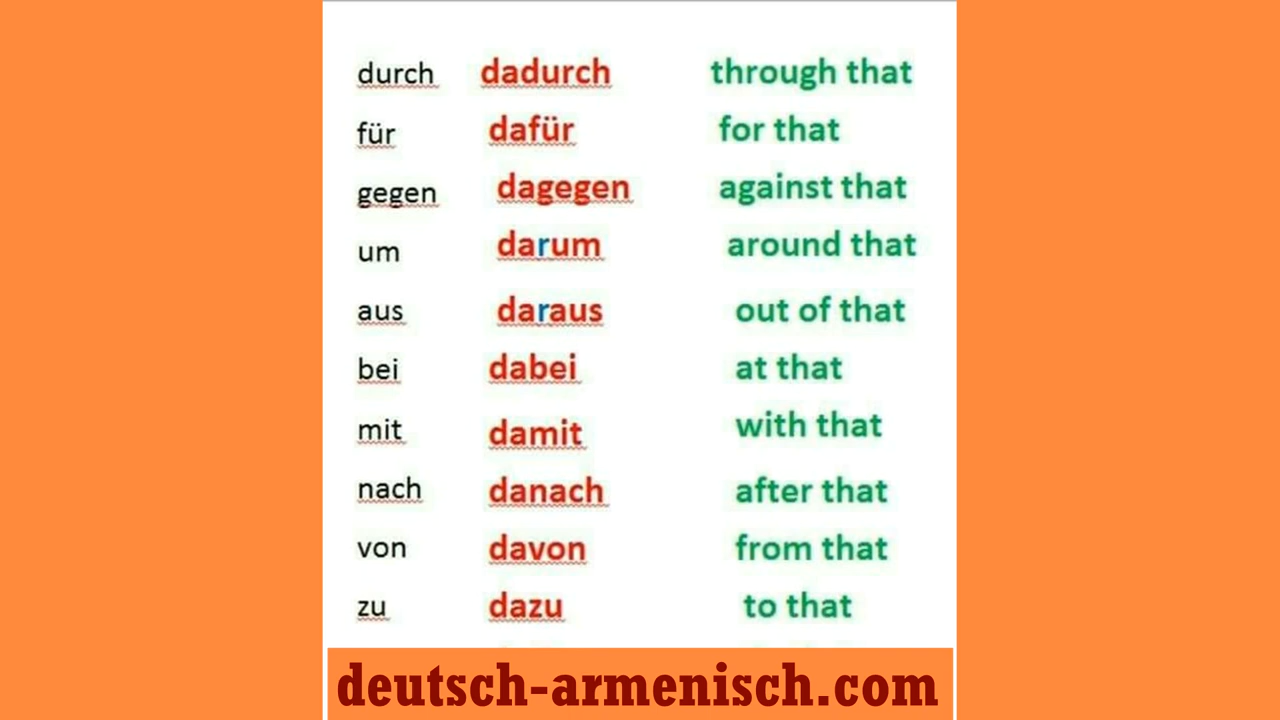 durch dadurch through that
für dafür for that
gegen dagegen against that
um darum around that
aus daraus out of that
bei dabei at that
mit damit with that
nach danach after that
von davon from that
zu dazu to that
deutsch-armenisch.com